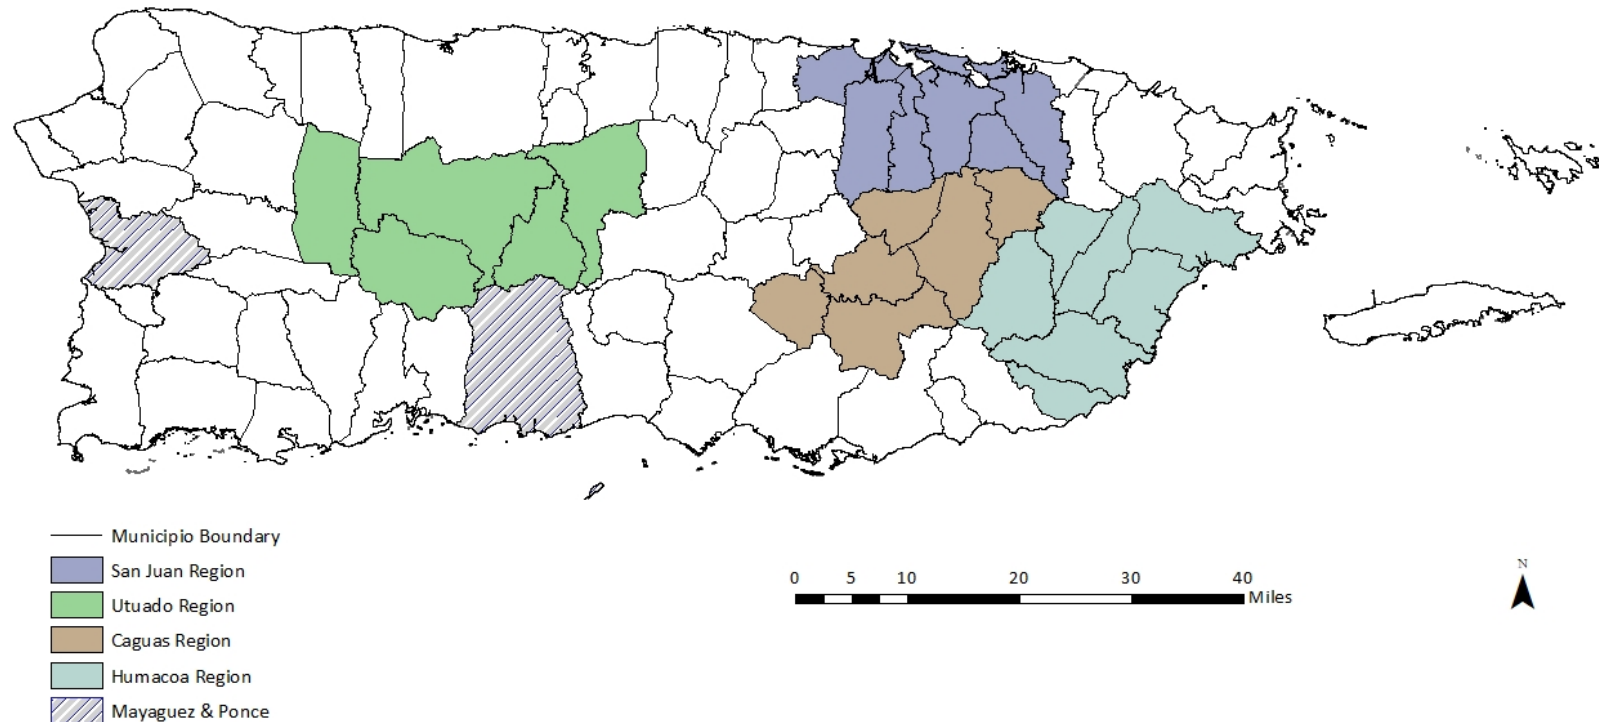 Municipio Boundary
San Juan Region
Utuado Region
Caguas Region
Humacoa Region
Mayaguez & Ponce
0 5 10 20 30 40
Miles
N